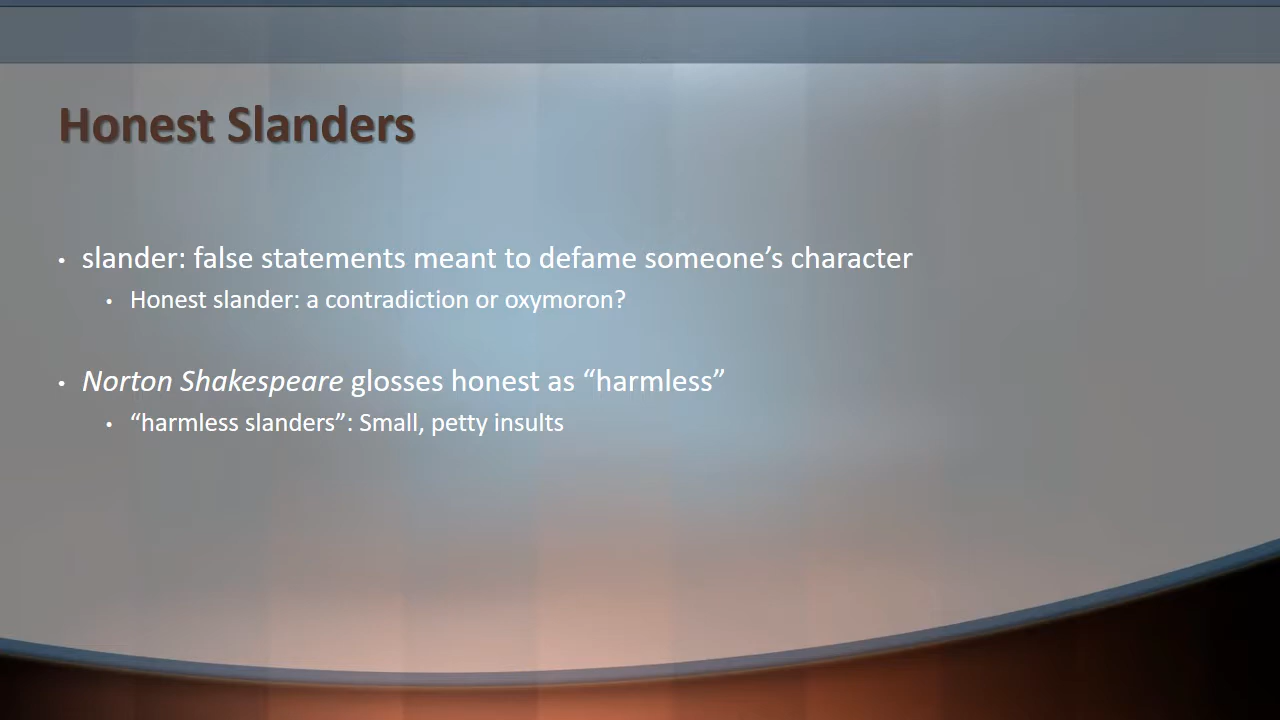 Honest Slanders
• slander: false statements meant to defame someone’s character
• Honest slander: a contradiction or oxymoron?
• Norton Shakespeare glosses honest as “harmless”
• “harmless slanders”: Small, petty insults